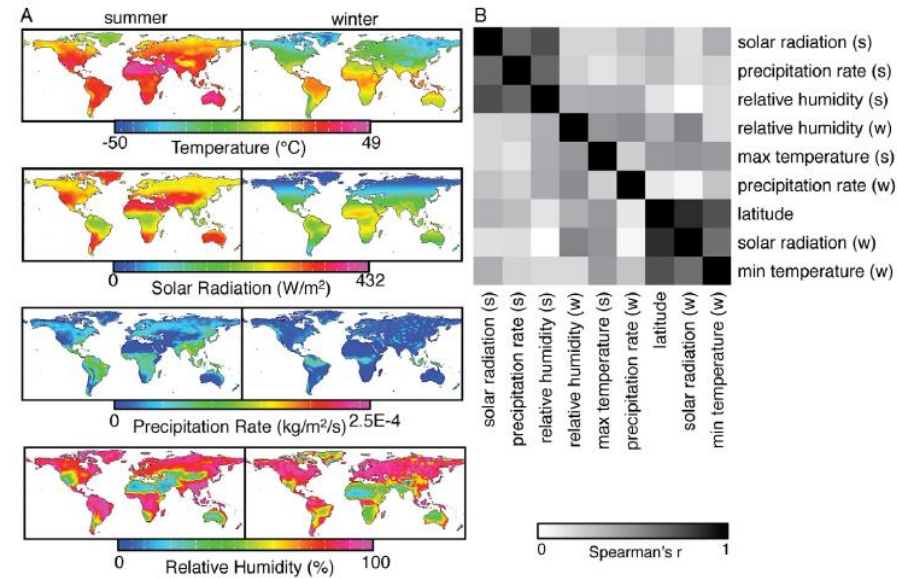 A
summer
winter
-50
49
Temperature (°C)
0
432
Solar Radiation (W/m²)
0
2.5E-4
Precipitation Rate (kg/m²/s)
0
100
Relative Humidity (%)
B
solar radiation (s)
precipitation rate (s)
relative humidity (s)
relative humidity (w)
max temperature (s)
precipitation rate (w)
latitude
solar radiation (w)
min temperature (w)
solar radiation (s)
precipitation rate (s)
relative humidity (s)
relative humidity (w)
max temperature (s)
precipitation rate (w)
latitude
solar radiation (w)
min temperature (w)
0
1
Spearman's r